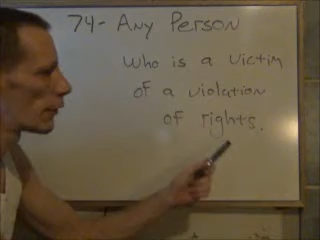 74- Any Person
Who is a victim
of a violation
of rights.